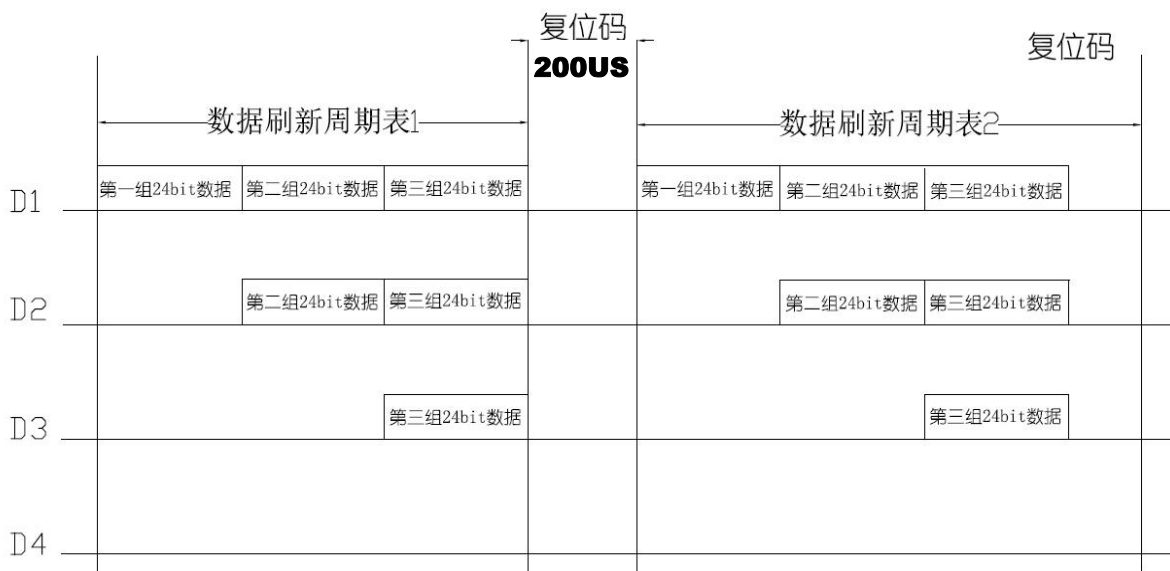 复位码
200US
复位码
数据刷新周期表1
数据刷新周期表2
D1
第一组24bit数据
第二组24bit数据
第三组24bit数据
第一组24bit数据
第二组24bit数据
第三组24bit数据
D2
第二组24bit数据
第三组24bit数据
第二组24bit数据
第三组24bit数据
D3
第三组24bit数据
第三组24bit数据
D4